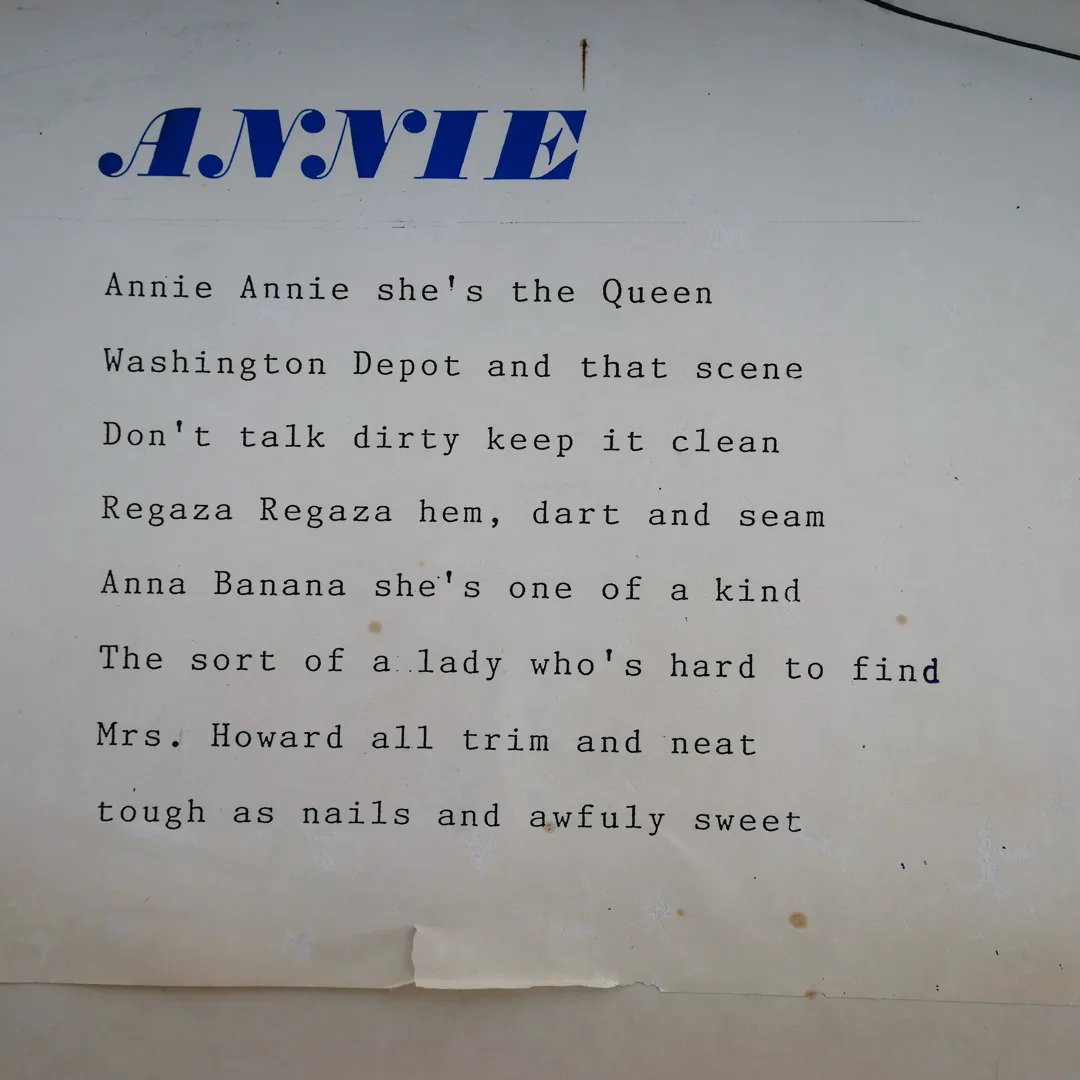 ANNIE
Annie Annie she's the Queen
Washington Depot and that scene
Don't talk dirty keep it clean
Regaza Regaza hem, dart and seam
Anna Banana she's one of a kind
The sort of a lady who's hard to find
Mrs. Howard all trim and neat
tough as nails and awfuly sweet